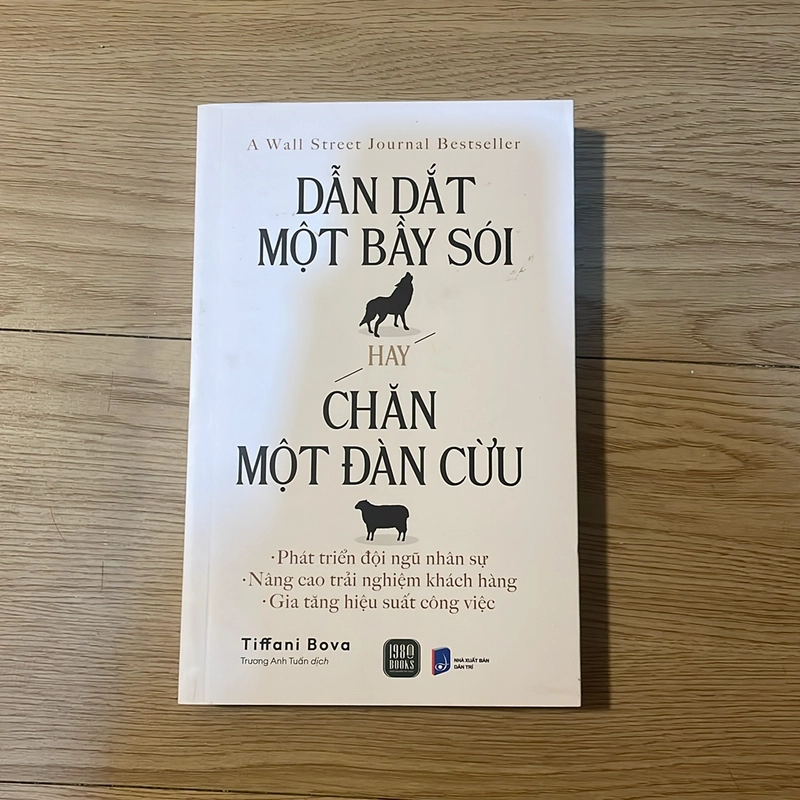 A Wall Street Journal Bestseller
DẪN DẮT
MỘT BẦY SÓI
HAY
CHĂN
MỘT ĐÀN CỪU
·Phát triển đội ngũ nhân sự
·Nâng cao trải nghiệm khách hàng
·Gia tăng hiệu suất công việc
Tiffani Bova
Trương Anh Tuấn dịch
1980
BOOKS
NHÀ XUẤT BẢN
DÂN TRÍ